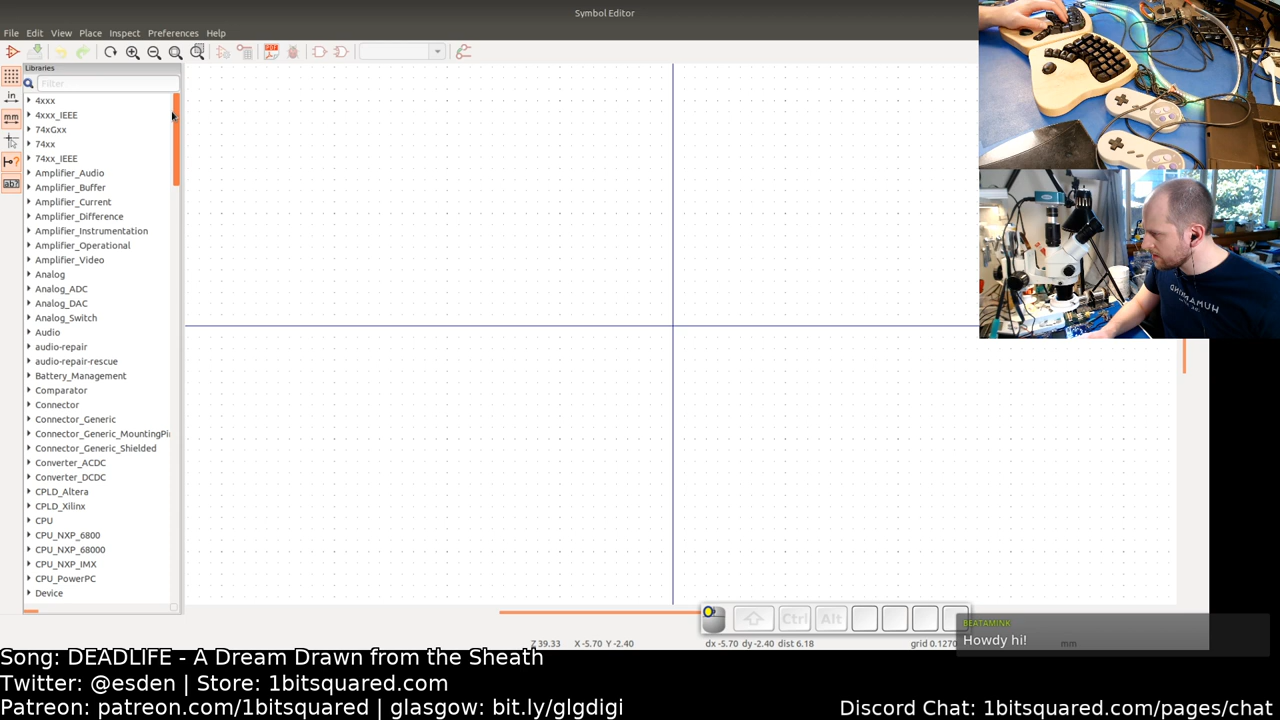 Symbol Editor
File Edit View Place Inspect Preferences Help
Libraries
Filter
in
mm
4xxx
4xxx_IEEE
74xGxx
74xx
74xx_IEEE
Amplifier_Audio
Amplifier_Buffer
Amplifier_Current
Amplifier_Difference
Amplifier_Instrumentation
Amplifier_Operational
Amplifier_Video
Analog
Analog_ADC
Analog_DAC
Analog_Switch
Audio
audio-repair
audio-repair-rescue
Battery_Management
Comparator
Connector
Connector_Generic
Connector_Generic_MountingPi
Connector_Generic_Shielded
Converter_ACDC
Converter_DCDC
CPLD_Altera
CPLD_Xilinx
CPU
CPU_NXP_6800
CPU_NXP_68000
CPU_NXP_IMX
CPU_PowerPC
Device
HUMAMIND
Ctrl Alt
BEATAMINK
Howdy hi!
Z 39.33 X -5.70 Y -2.40 dx -5.70 dy -2.40 dist 6.18 grid 0.1270 mm
Song: DEADLIFE - A Dream Drawn from the Sheath
Twitter: @esden | Store: 1bitsquared.com
Patreon: patreon.com/1bitsquared | glasgow: bit.ly/glgdigi
Discord Chat: 1bitsquared.com/pages/chat